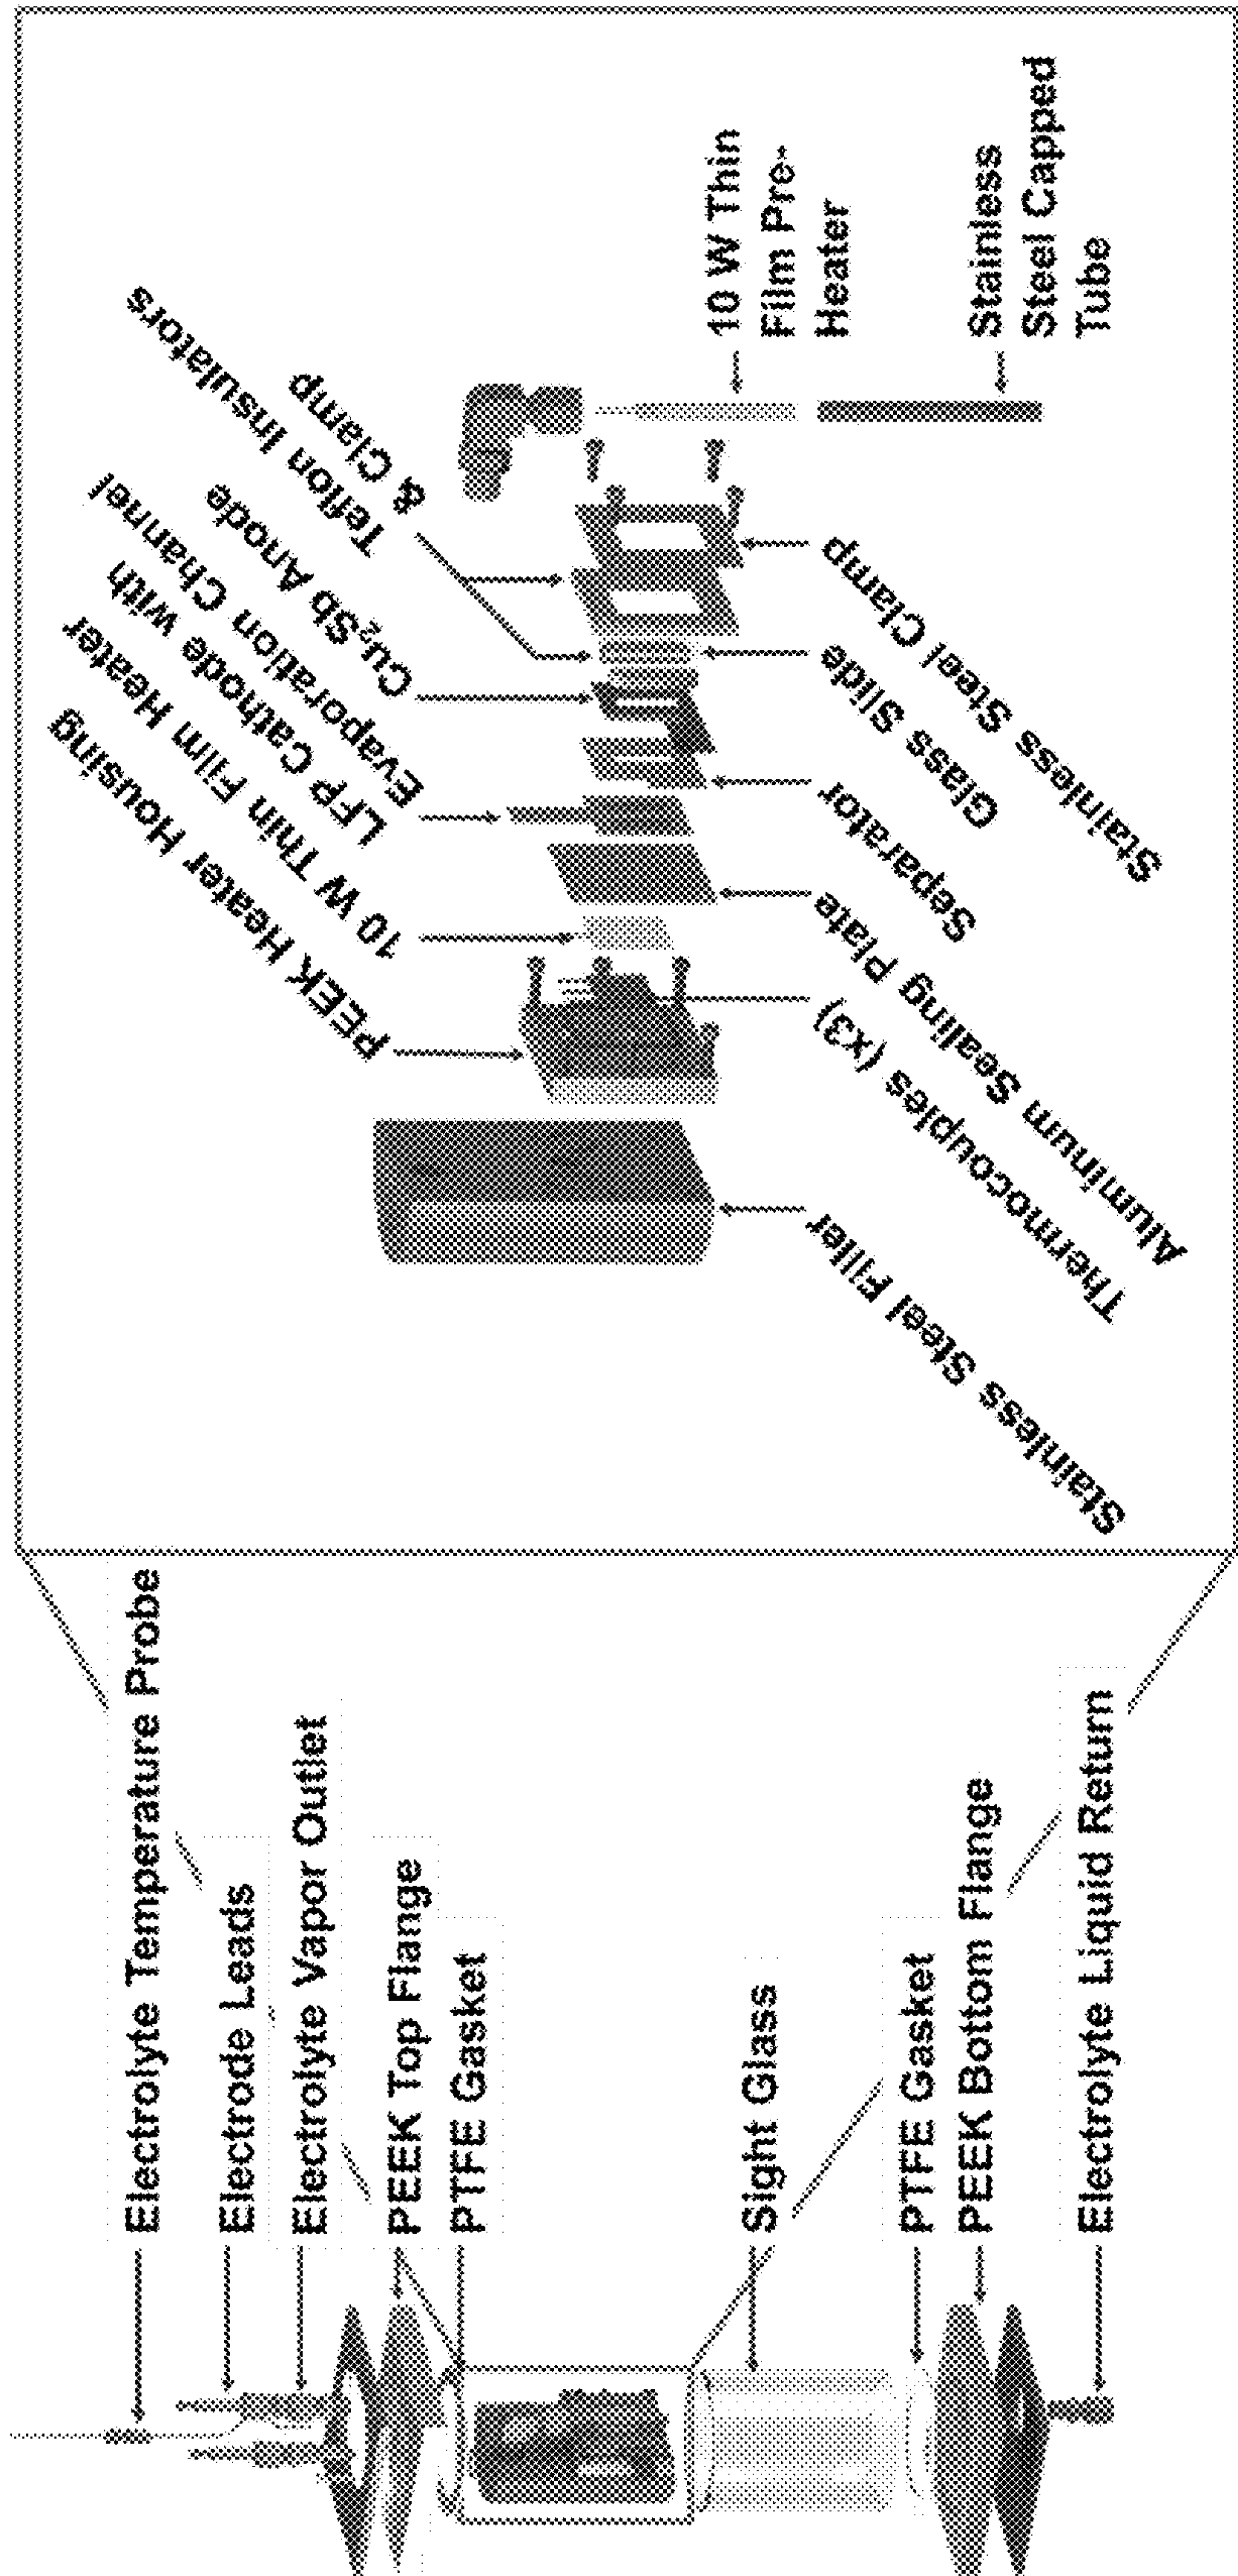 Electrolyte Temperature Probe
Electrode Leads
Electrolyte Vapor Outlet
PEEK Top Flange
PTFE Gasket
Sight Glass
PTFE Gasket
PEEK Bottom Flange
Electrolyte Liquid Return
PEEK Heater Housing
10 W Thin Film Heater
LFP Cathode with
Evaporation Channel
Cu₂Sb Anode
Teflon Insulators
& Clamp
10 W Thin
Film Pre-
Heater
Stainless
Steel Capped
Tube
Stainless Steel Filler
Thermocouples (x3)
Aluminum Sealing Plate
Separator
Glass Slide
Stainless Steel Clamp